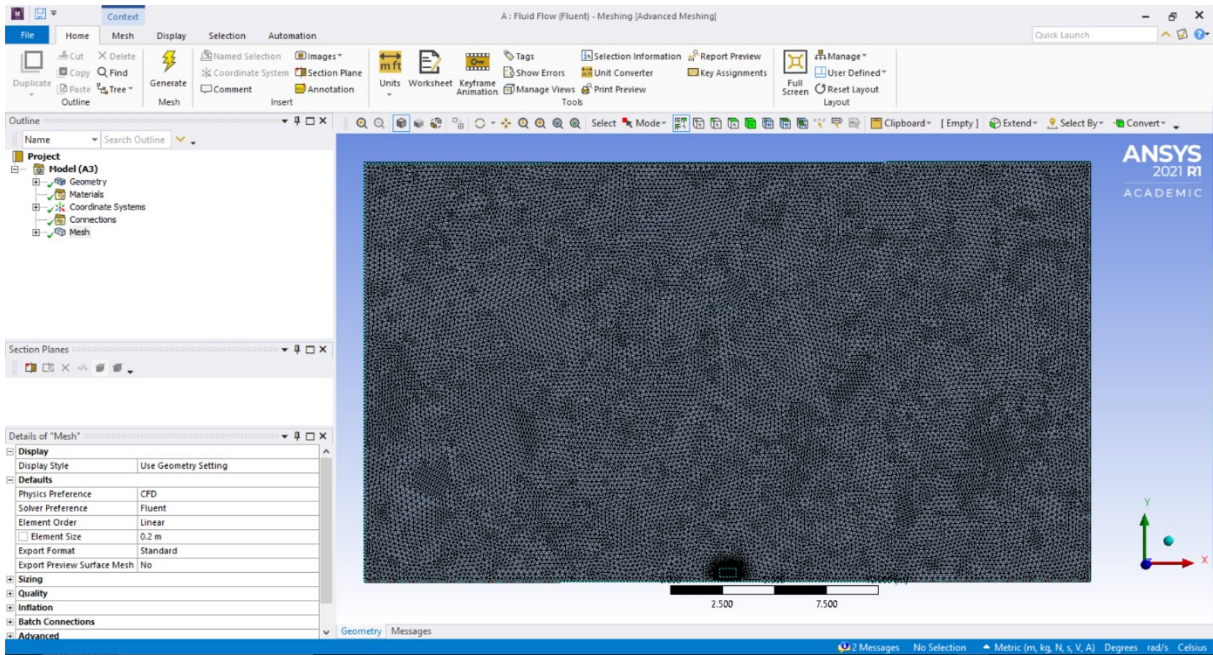 Context
A : Fluid Flow (Fluent) - Meshing [Advanced Meshing]
File Home Mesh Display Selection Automation
Quick Launch
Duplicate
Cut
Copy
Paste
Delete
Find
Tree
Outline
Generate
Mesh
Named Selection
Coordinate System
Comment
Images
Section Plane
Annotation
Insert
Units
Worksheet
Keyframe Animation
Tags
Show Errors
Manage Views
Selection Information
Unit Converter
Print Preview
Report Preview
Key Assignments
Tools
Full Screen
Manage
User Defined
Reset Layout
Layout
Outline
Name Search Outline
Project
Model (A3)
Geometry
Materials
Coordinate Systems
Connections
Mesh
Select Mode Clipboard [Empty] Extend Select By Convert
ANSYS
2021 R1
ACADEMIC
Section Planes
Details of "Mesh"
Display
Display Style Use Geometry Setting
Defaults
Physics Preference CFD
Solver Preference Fluent
Element Order Linear
Element Size 0.2 m
Export Format Standard
Export Preview Surface Mesh No
Sizing
Quality
Inflation
Batch Connections
Advanced
Y
X
2.500 7.500
Geometry Messages
2 Messages No Selection Metric (m, kg, N, s, V, A) Degrees rad/s Celsius